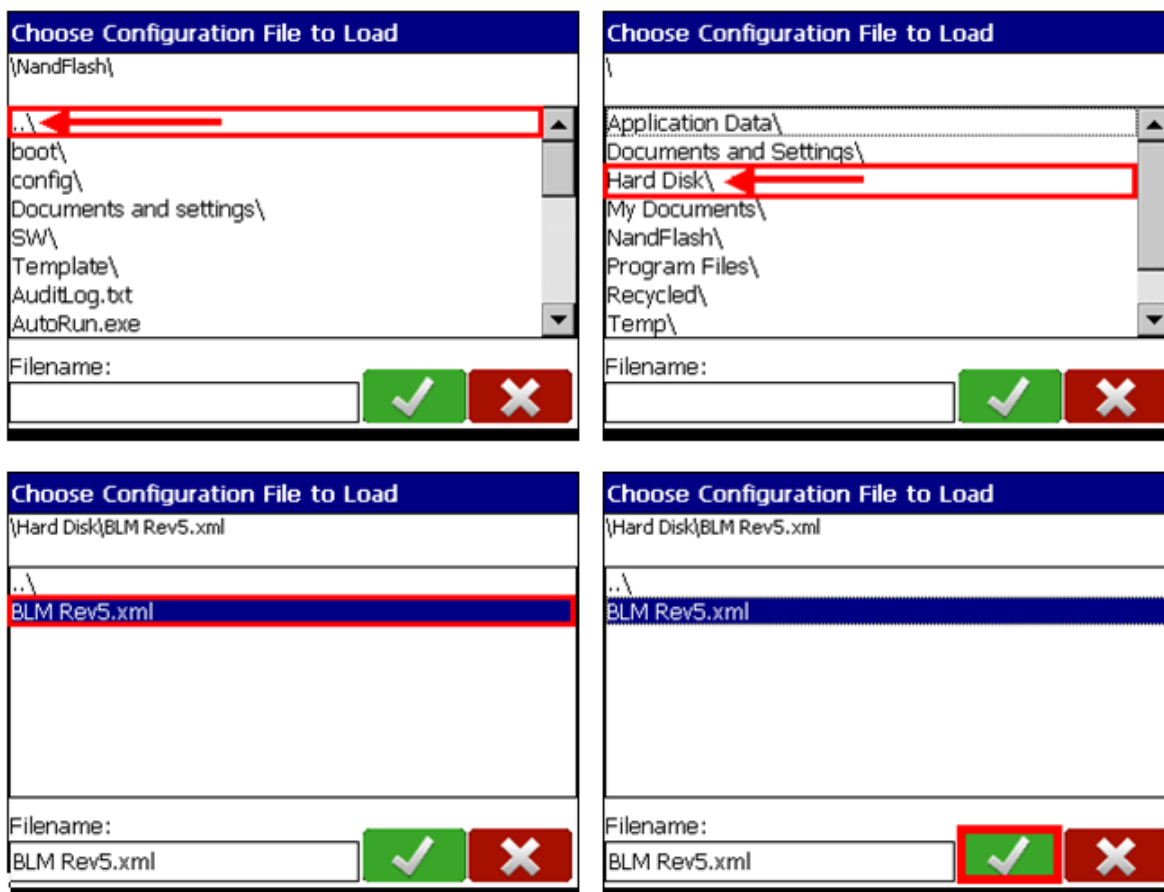 Choose Configuration File to Load
\NandFlash\
..\
boot\
config\
Documents and settings\
SW\
Template\
AuditLog.txt
AutoRun.exe
Filename:
Choose Configuration File to Load
\
Application Data\
Documents and Settings\
Hard Disk\
My Documents\
NandFlash\
Program Files\
Recycled\
Temp\
Filename:
Choose Configuration File to Load
\Hard Disk\BLM Rev5.xml
..\
BLM Rev5.xml
Filename:
BLM Rev5.xml
Choose Configuration File to Load
\Hard Disk\BLM Rev5.xml
..\
BLM Rev5.xml
Filename:
BLM Rev5.xml